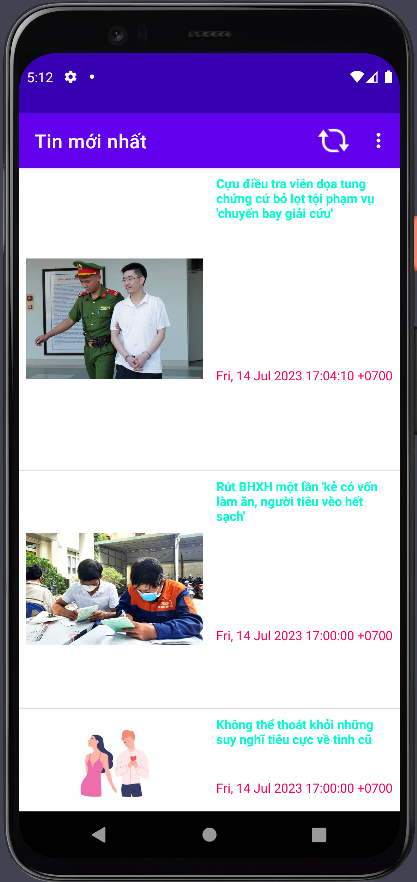 5:12
Tin mới nhất
Cựu điều tra viên dọa tung
chứng cứ bỏ lọt tội phạm vụ
'chuyến bay giải cứu'
Fri, 14 Jul 2023 17:04:10 +0700
Rút BHXH một lần 'kẻ có vốn
làm ăn, người tiêu vèo hết
sạch'
Fri, 14 Jul 2023 17:00:00 +0700
Không thể thoát khỏi những
suy nghĩ tiêu cực về tình cũ
Fri, 14 Jul 2023 17:00:00 +0700